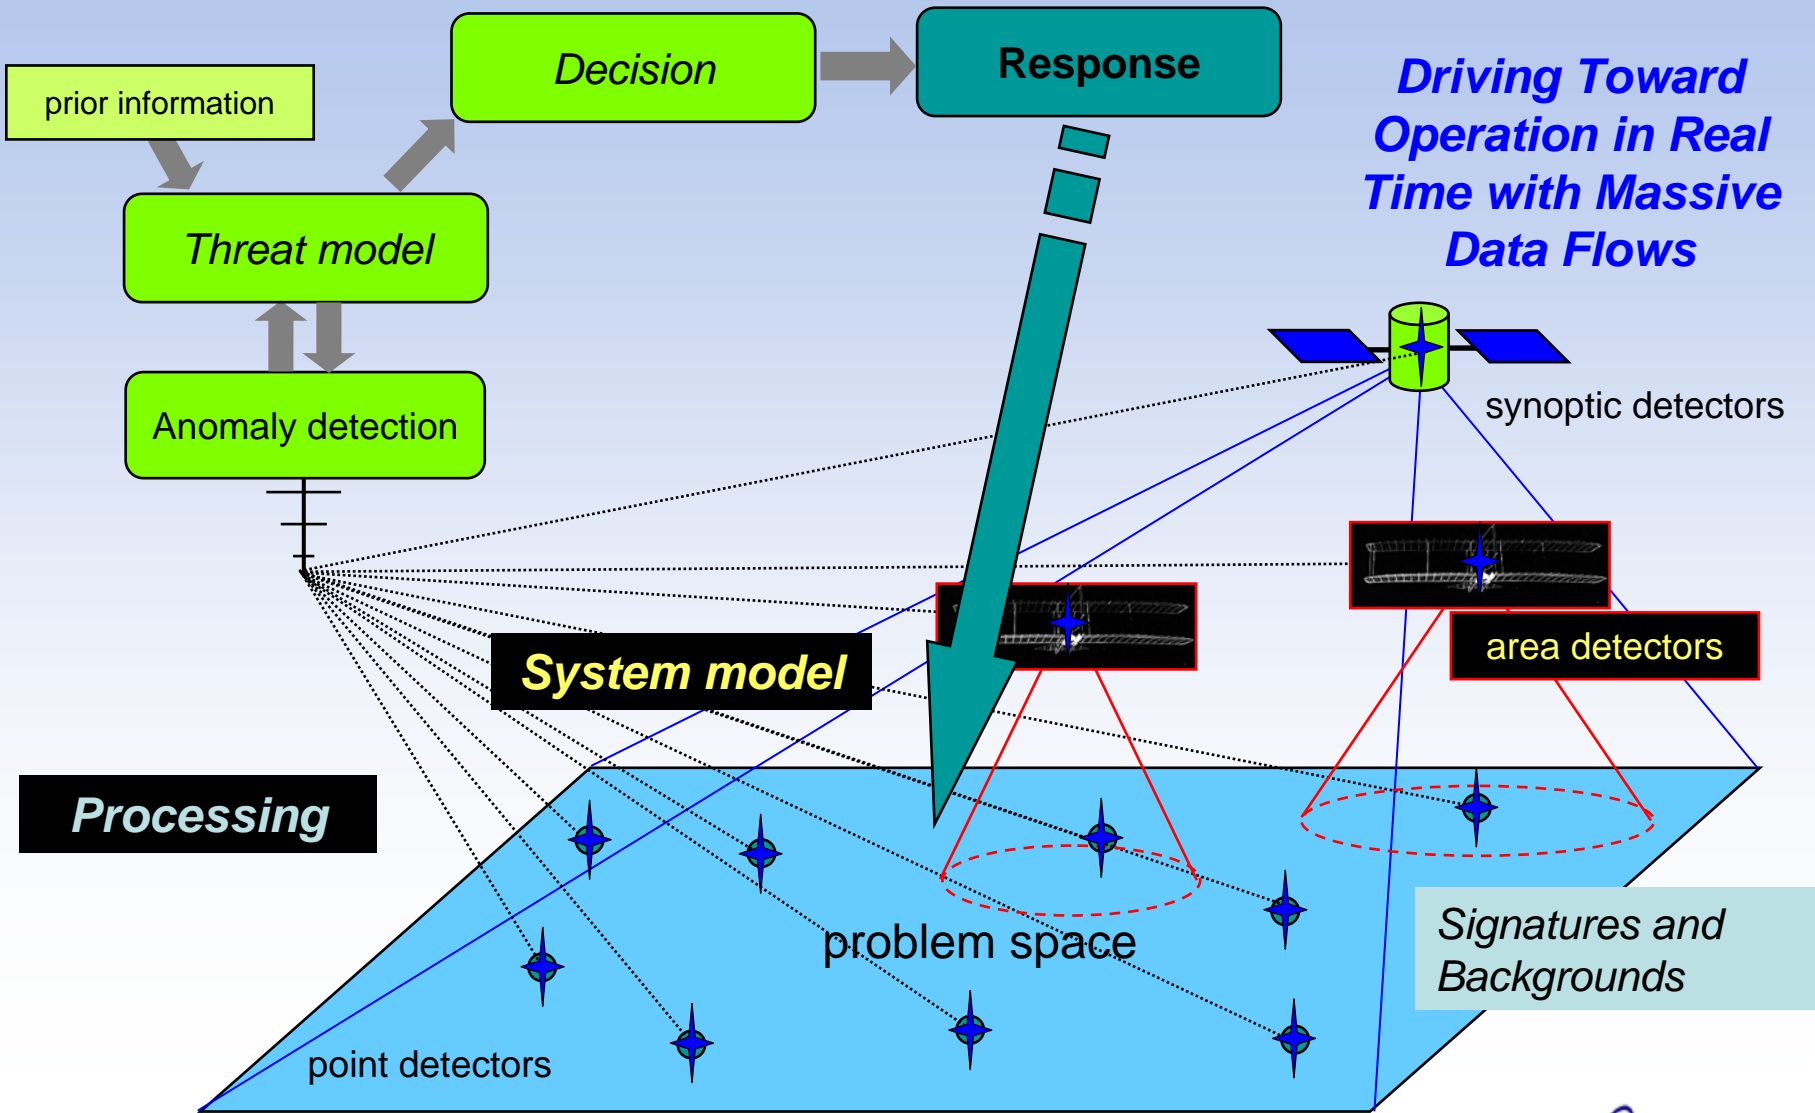 Decision
Response
prior information
Driving Toward
Operation in Real
Time with Massive
Data Flows
Threat model
Anomaly detection
synoptic detectors
area detectors
System model
Processing
problem space
Signatures and
Backgrounds
point detectors